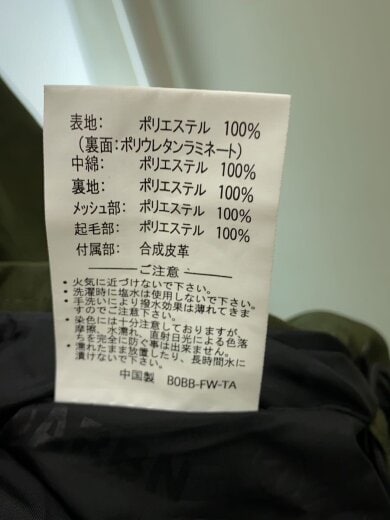 表地: ポリエステル 100%
(裏面:ポリウレタンラミネート)
中綿: ポリエステル 100%
裏地: ポリエステル 100%
メッシュ部: ポリエステル 100%
起毛部: ポリエステル 100%
付属部: 合成皮革
ご注意
・火気に近づけないで下さい。
・洗濯時に塩水は使用しないで下さい。
・手洗いにより撥水効果は薄れてきま
すのでご注意下さい。
・染色には十分注意しておりますが、
摩擦、水濡れ、直射日光による色落
ちを完全に防ぐ事は出来ません。
・濡れたまま放置したり、長時間水に
漬けないで下さい。
中国製 BOBB-FW-TA